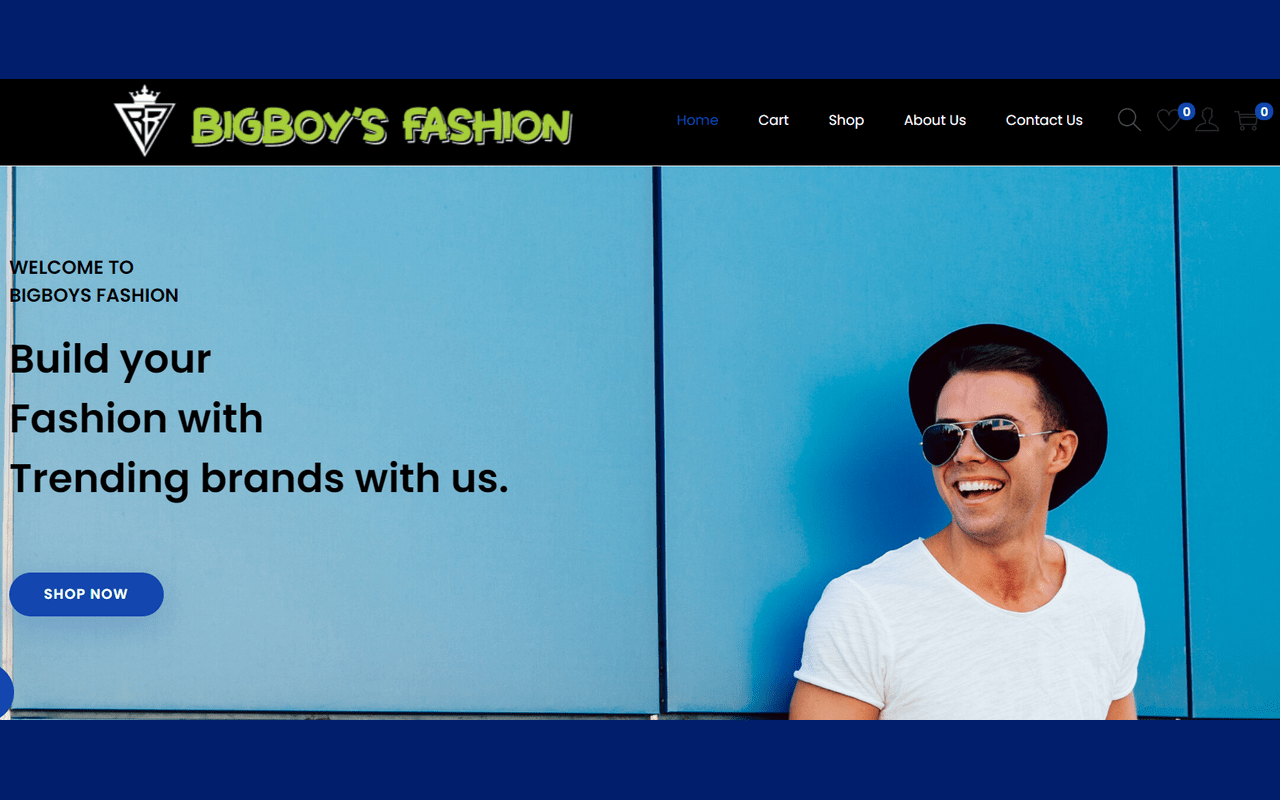 BIGBOY'S FASHION
Home Cart Shop About Us Contact Us 0 0
WELCOME TO
BIGBOYS FASHION
Build your
Fashion with
Trending brands with us.
SHOP NOW